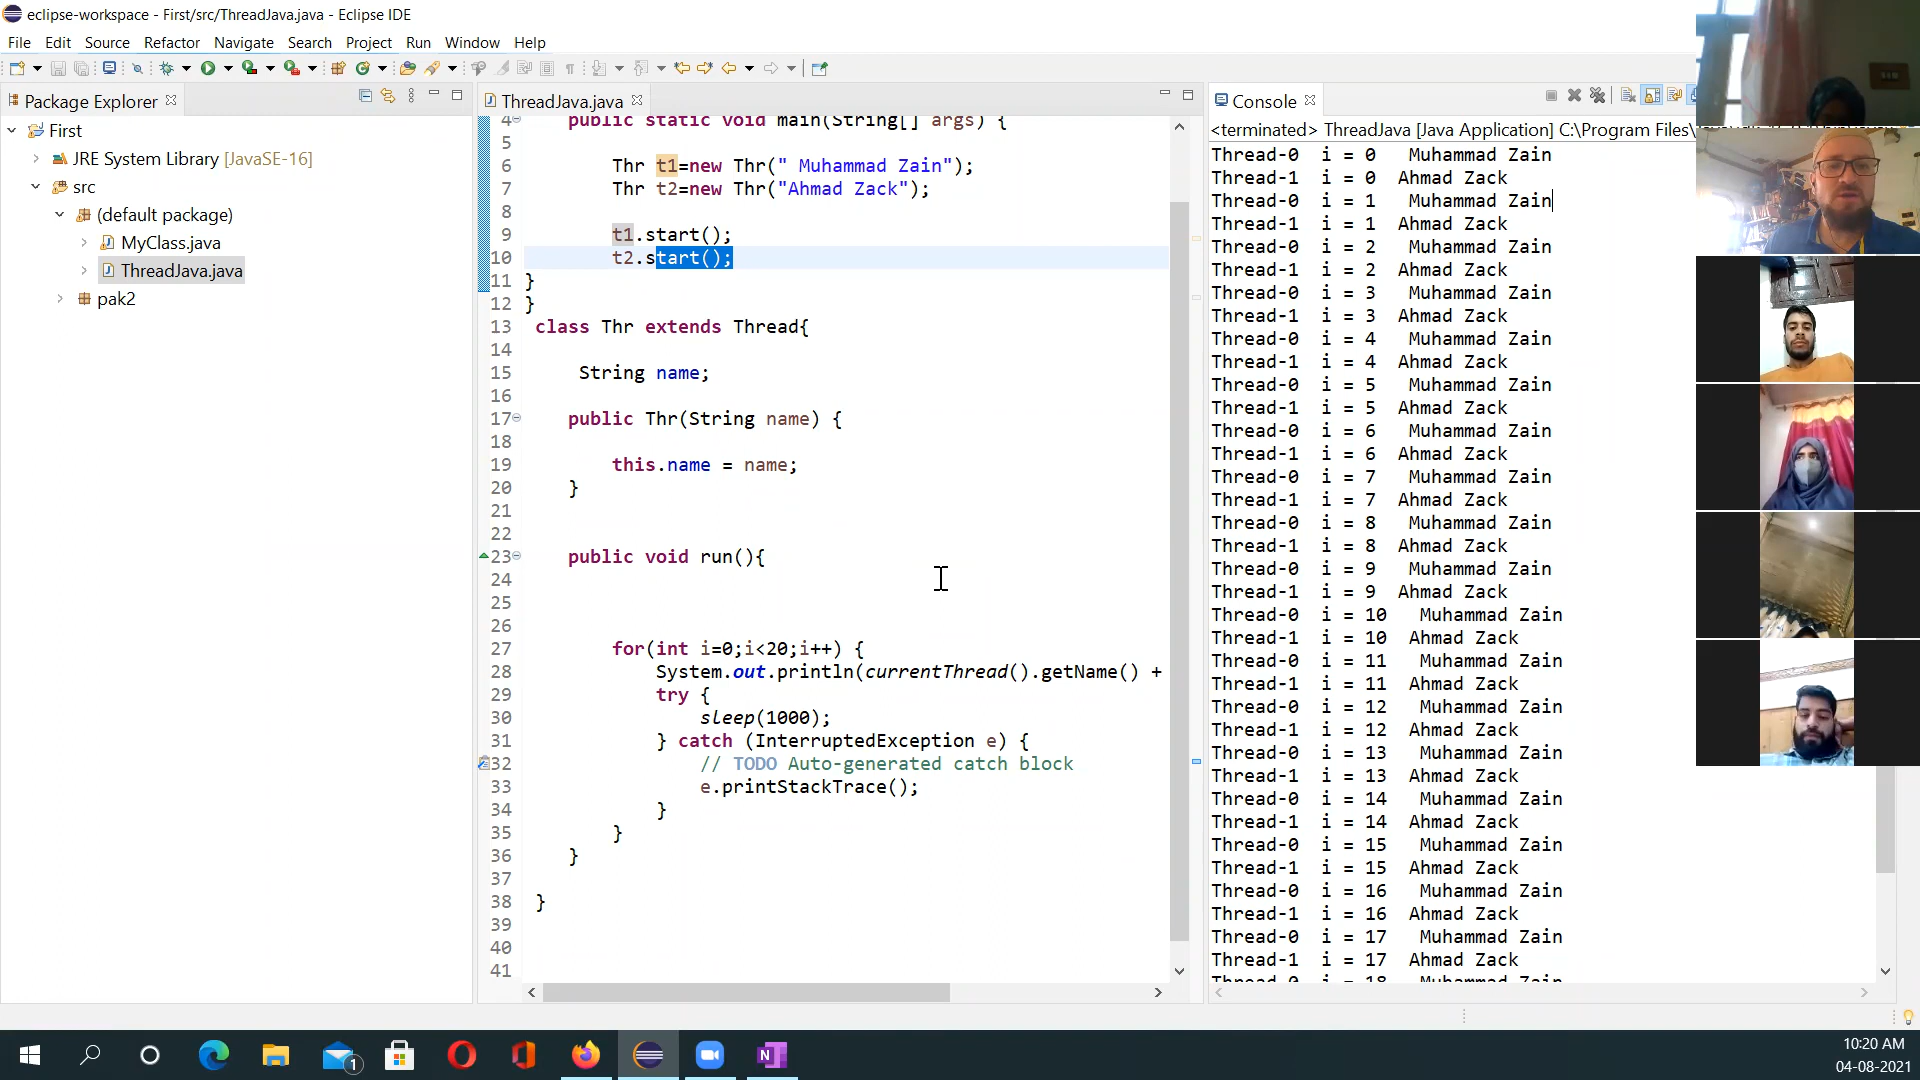 eclipse-workspace - First/src/ThreadJava.java - Eclipse IDE
File Edit Source Refactor Navigate Search Project Run Window Help
Package Explorer
First
JRE System Library [JavaSE-16]
src
(default package)
MyClass.java
ThreadJava.java
pak2
ThreadJava.java
4 public static void main(String[] args) {
5
6 Thr t1=new Thr(" Muhammad Zain");
7 Thr t2=new Thr("Ahmad Zack");
8
9 t1.start();
10 t2.start();
11 }
12 }
13 class Thr extends Thread{
14
15 String name;
16
17 public Thr(String name) {
18
19 this.name = name;
20 }
21
22
23 public void run(){
24
25
26
27 for(int i=0;i<20;i++) {
28 System.out.println(currentThread().getName() +
29 try {
30 sleep(1000);
31 } catch (InterruptedException e) {
32 // TODO Auto-generated catch block
33 e.printStackTrace();
34 }
35 }
36 }
37
38 }
39
40
41
Console
<terminated> ThreadJava [Java Application] C:\Program Files\
Thread-0 i = 0 Muhammad Zain
Thread-1 i = 0 Ahmad Zack
Thread-0 i = 1 Muhammad Zain
Thread-1 i = 1 Ahmad Zack
Thread-0 i = 2 Muhammad Zain
Thread-1 i = 2 Ahmad Zack
Thread-0 i = 3 Muhammad Zain
Thread-1 i = 3 Ahmad Zack
Thread-0 i = 4 Muhammad Zain
Thread-1 i = 4 Ahmad Zack
Thread-0 i = 5 Muhammad Zain
Thread-1 i = 5 Ahmad Zack
Thread-0 i = 6 Muhammad Zain
Thread-1 i = 6 Ahmad Zack
Thread-0 i = 7 Muhammad Zain
Thread-1 i = 7 Ahmad Zack
Thread-0 i = 8 Muhammad Zain
Thread-1 i = 8 Ahmad Zack
Thread-0 i = 9 Muhammad Zain
Thread-1 i = 9 Ahmad Zack
Thread-0 i = 10 Muhammad Zain
Thread-1 i = 10 Ahmad Zack
Thread-0 i = 11 Muhammad Zain
Thread-1 i = 11 Ahmad Zack
Thread-0 i = 12 Muhammad Zain
Thread-1 i = 12 Ahmad Zack
Thread-0 i = 13 Muhammad Zain
Thread-1 i = 13 Ahmad Zack
Thread-0 i = 14 Muhammad Zain
Thread-1 i = 14 Ahmad Zack
Thread-0 i = 15 Muhammad Zain
Thread-1 i = 15 Ahmad Zack
Thread-0 i = 16 Muhammad Zain
Thread-1 i = 16 Ahmad Zack
Thread-0 i = 17 Muhammad Zain
Thread-1 i = 17 Ahmad Zack
Thread-0 i = 18 Muhammad Zain
1
10:20 AM
04-08-2021